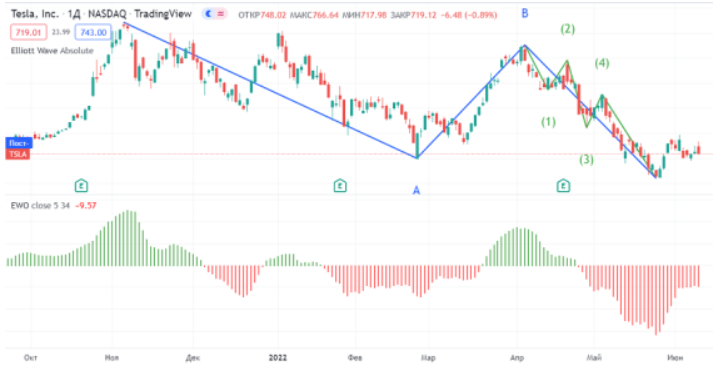 Tesla, Inc. · 1Д · NASDAQ · TradingView ОТКР748.02 МАКС766.64 МИН717.98 ЗАКР719.12 −6.48 (−0.89%)
719.01 23.99 743.00
Elliott Wave Absolute
B
(2)
(4)
(1)
(3)
Пост-
TSLA
E E E
A
EWO close 5 34 −9.57
Окт Ноя Дек 2022 Фев Мар Апр Май Июн